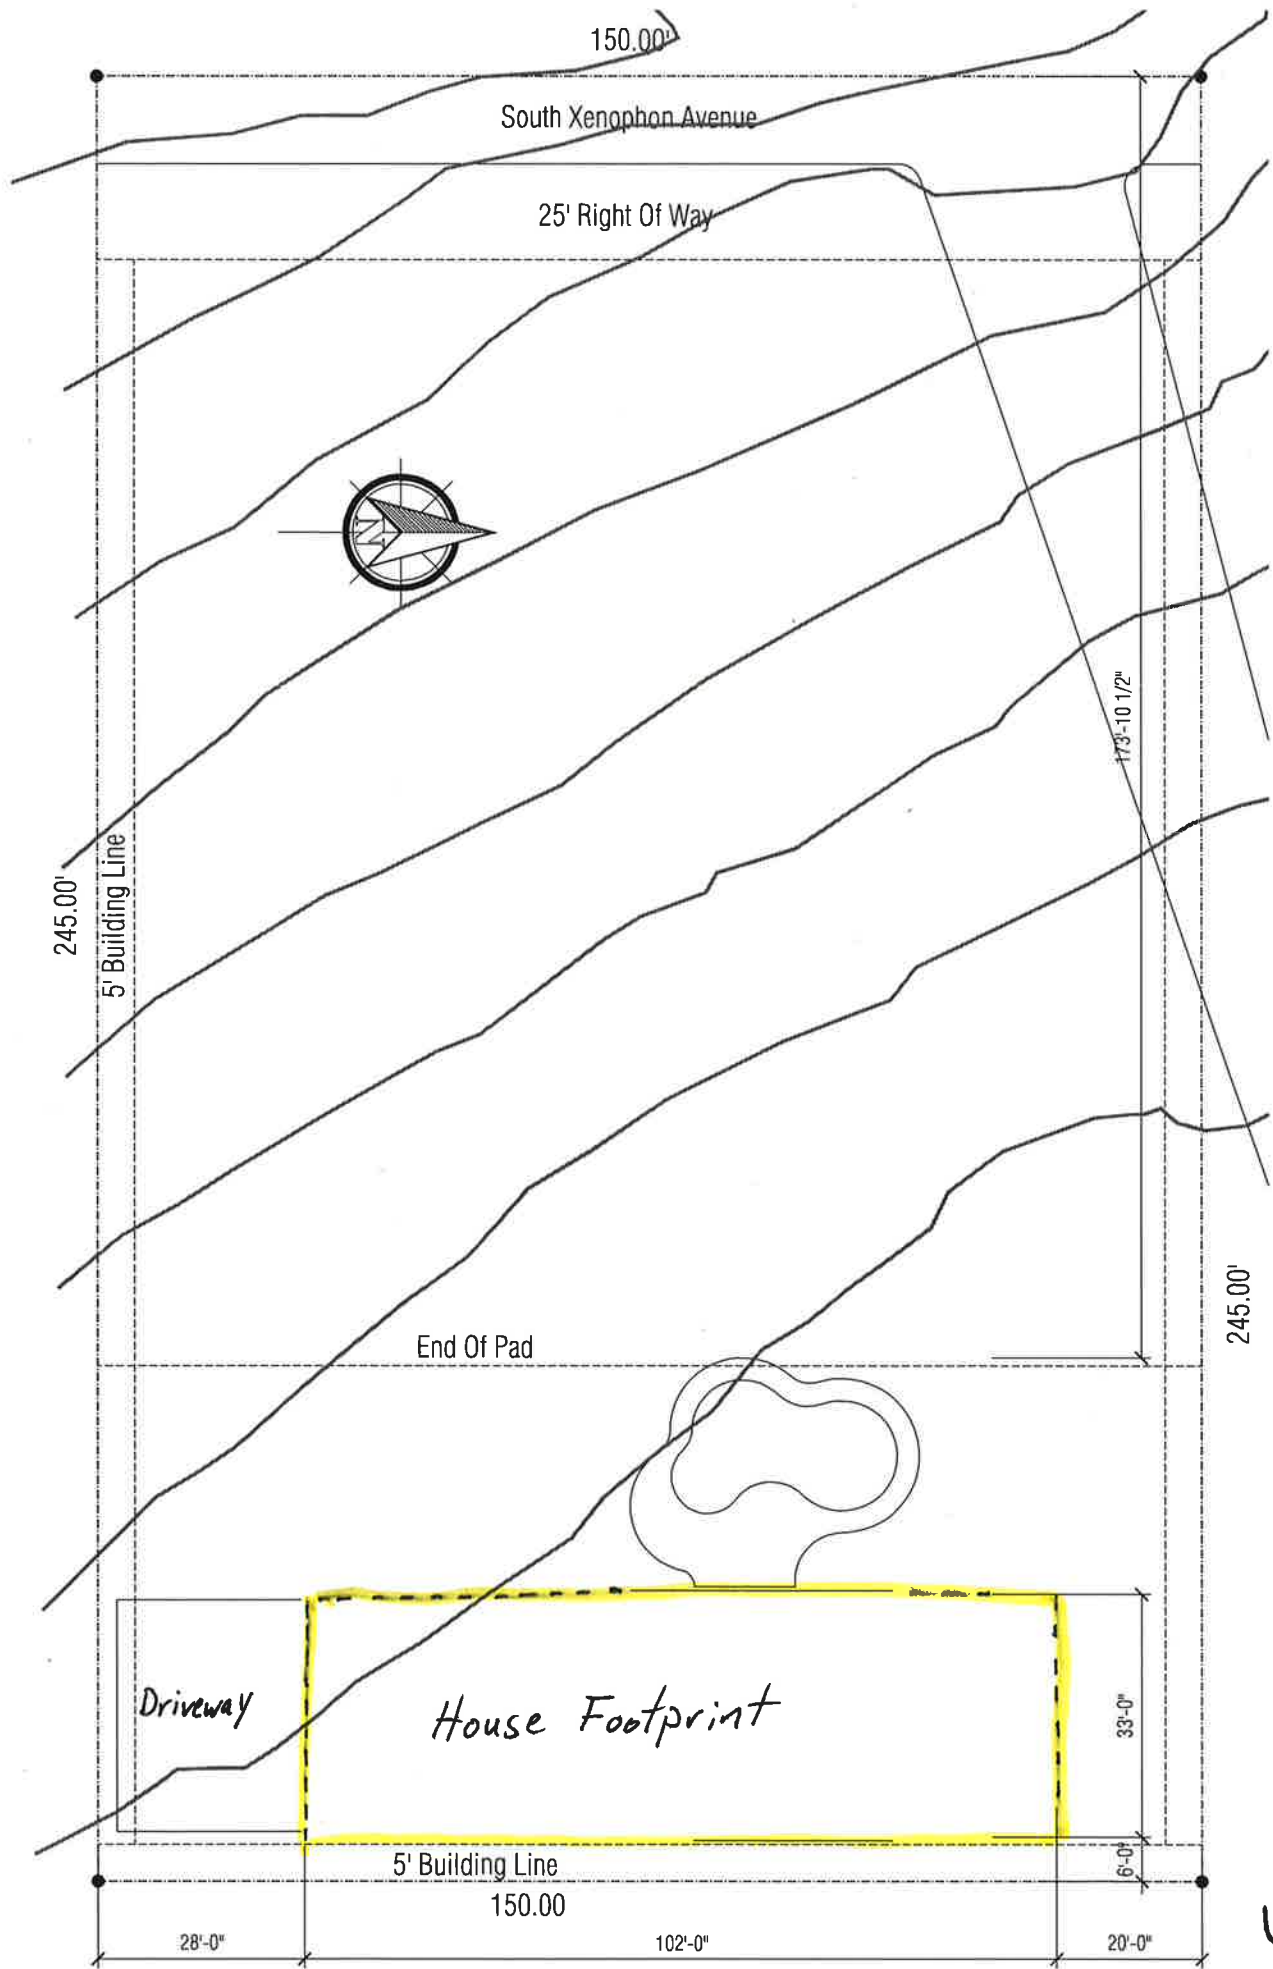 150.00'
South Xenophon Avenue
25' Right Of Way
N
173'-10 1/2"
245.00'
5' Building Line
245.00'
End Of Pad
Driveway
House Footprint
33'-0"
6'-0"
5' Building Line
150.00
28'-0"
102'-0"
20'-0"